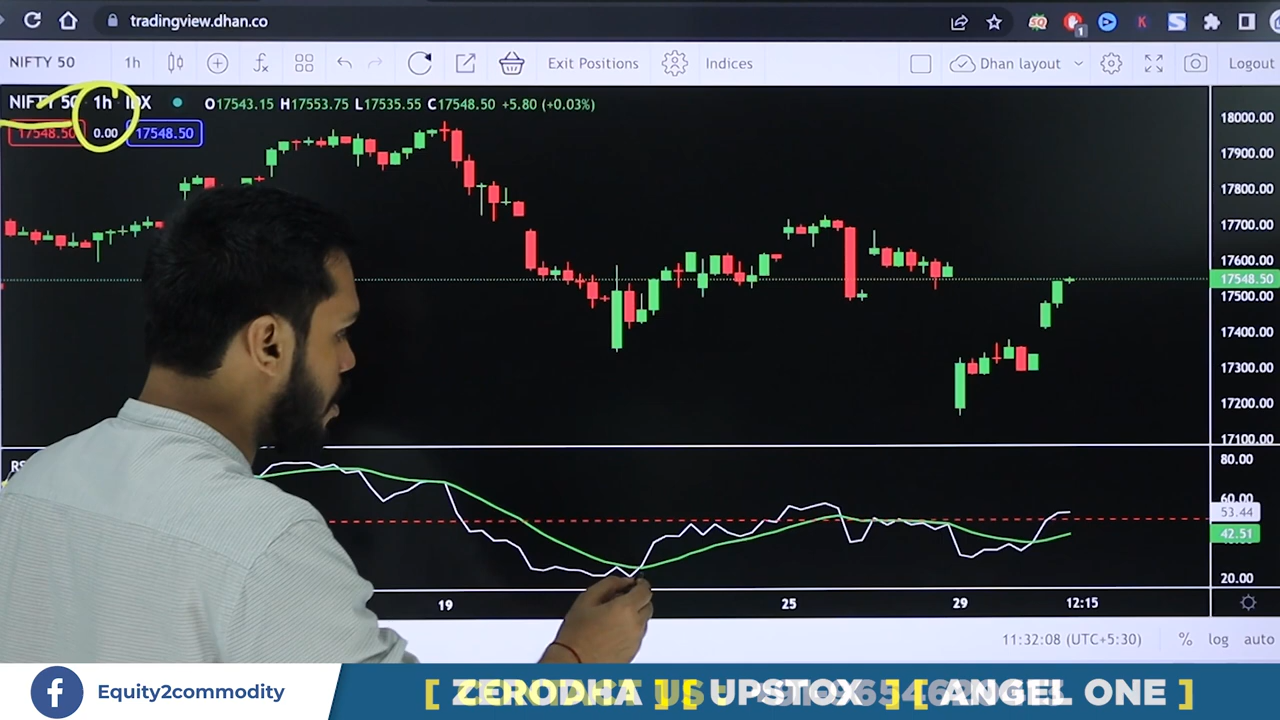 tradingview.dhan.co
1
K
NIFTY 50 1h Exit Positions Indices Dhan layout Logout
NIFTY 50 1h IDX O17543.15 H17553.75 L17535.55 C17548.50 +5.80 (+0.03%)
17548.50 0.00 17548.50
18000.00
17900.00
17800.00
17700.00
17600.00
17548.50
17500.00
17400.00
17300.00
17200.00
17100.00
80.00
60.00
53.44
42.51
20.00
19 25 29 12:15
11:32:08 (UTC+5:30) % log auto
Equity2commodity
[ ZERODHA ] [ UPSTOX ] [ ANGEL ONE ]